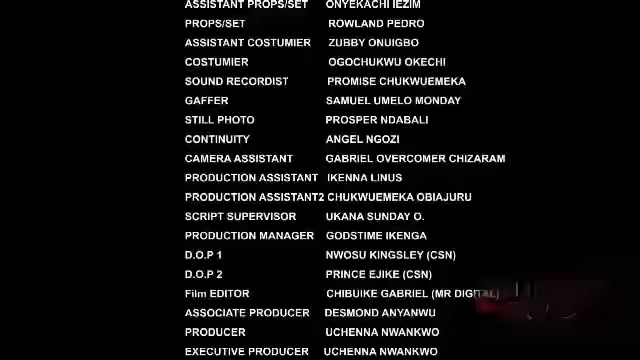 ASSISTANT PROPS/SET ONYEKACHI IEZIM
PROPS/SET ROWLAND PEDRO
ASSISTANT COSTUMIER ZUBBY ONUIGBO
COSTUMIER OGOCHUKWU OKECHI
SOUND RECORDIST PROMISE CHUKWUEMEKA
GAFFER SAMUEL UMELO MONDAY
STILL PHOTO PROSPER NDABALI
CONTINUITY ANGEL NGOZI
CAMERA ASSISTANT GABRIEL OVERCOMER CHIZARAM
PRODUCTION ASSISTANT IKENNA LINUS
PRODUCTION ASSISTANT2 CHUKWUEMEKA OBIAJURU
SCRIPT SUPERVISOR UKANA SUNDAY O.
PRODUCTION MANAGER GODSTIME IKENGA
D.O.P 1 NWOSU KINGSLEY (CSN)
D.O.P 2 PRINCE EJIKE (CSN)
Film EDITOR CHIBUIKE GABRIEL (MR DIGITAL)
ASSOCIATE PRODUCER DESMOND ANYANWU
PRODUCER UCHENNA NWANKWO
EXECUTIVE PRODUCER UCHENNA NWANKWO